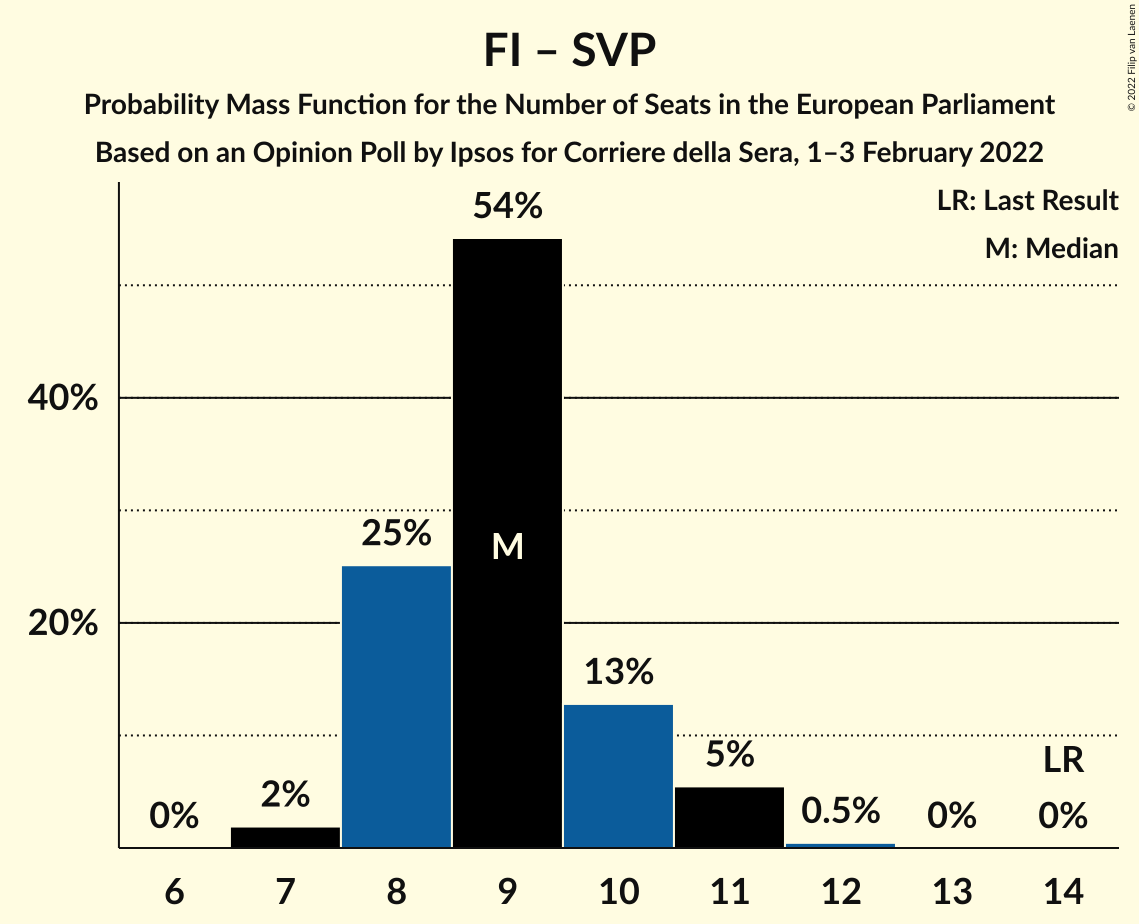 FI – SVP
Probability Mass Function for the Number of Seats in the European Parliament
Based on an Opinion Poll by Ipsos for Corriere della Sera, 1–3 February 2022
© 2022 Filip van Laenen
LR: Last Result
M: Median
40%
20%
0%
2%
25%
54%
M
13%
5%
0.5%
0%
LR
0%
6 7 8 9 10 11 12 13 14